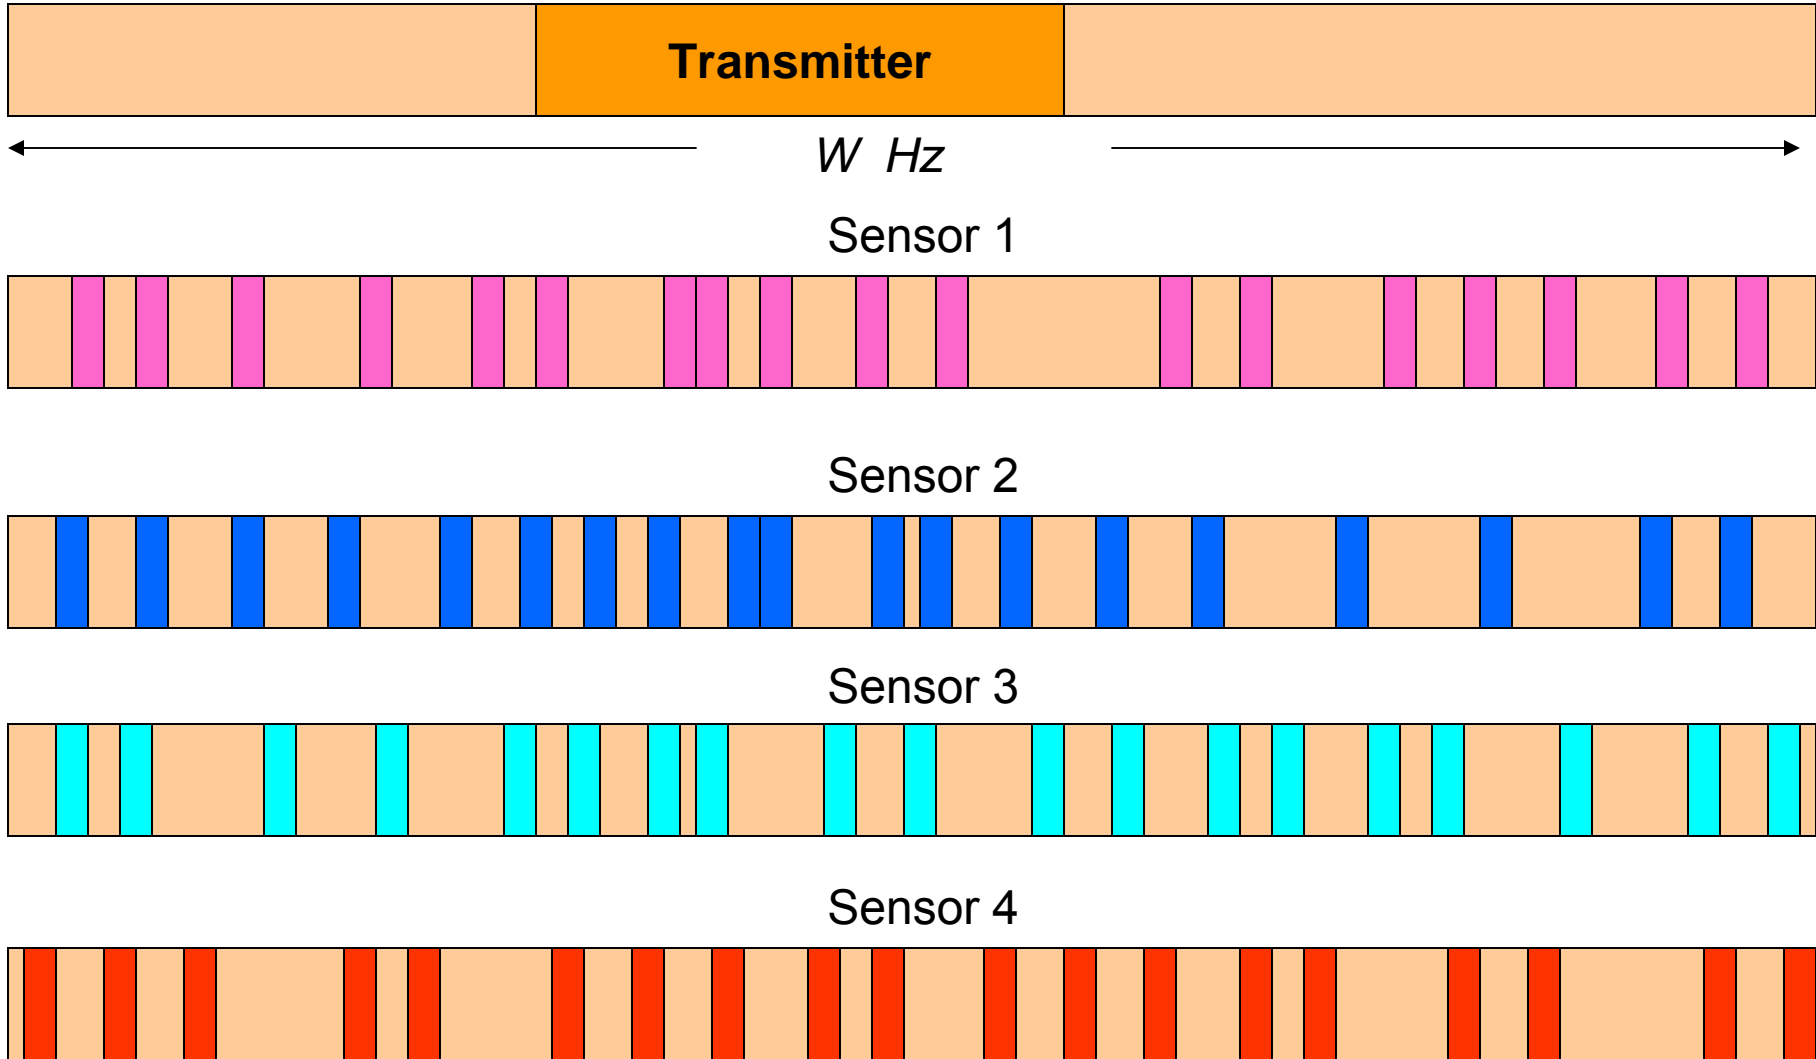 Transmitter
W Hz
Sensor 1
Sensor 2
Sensor 3
Sensor 4